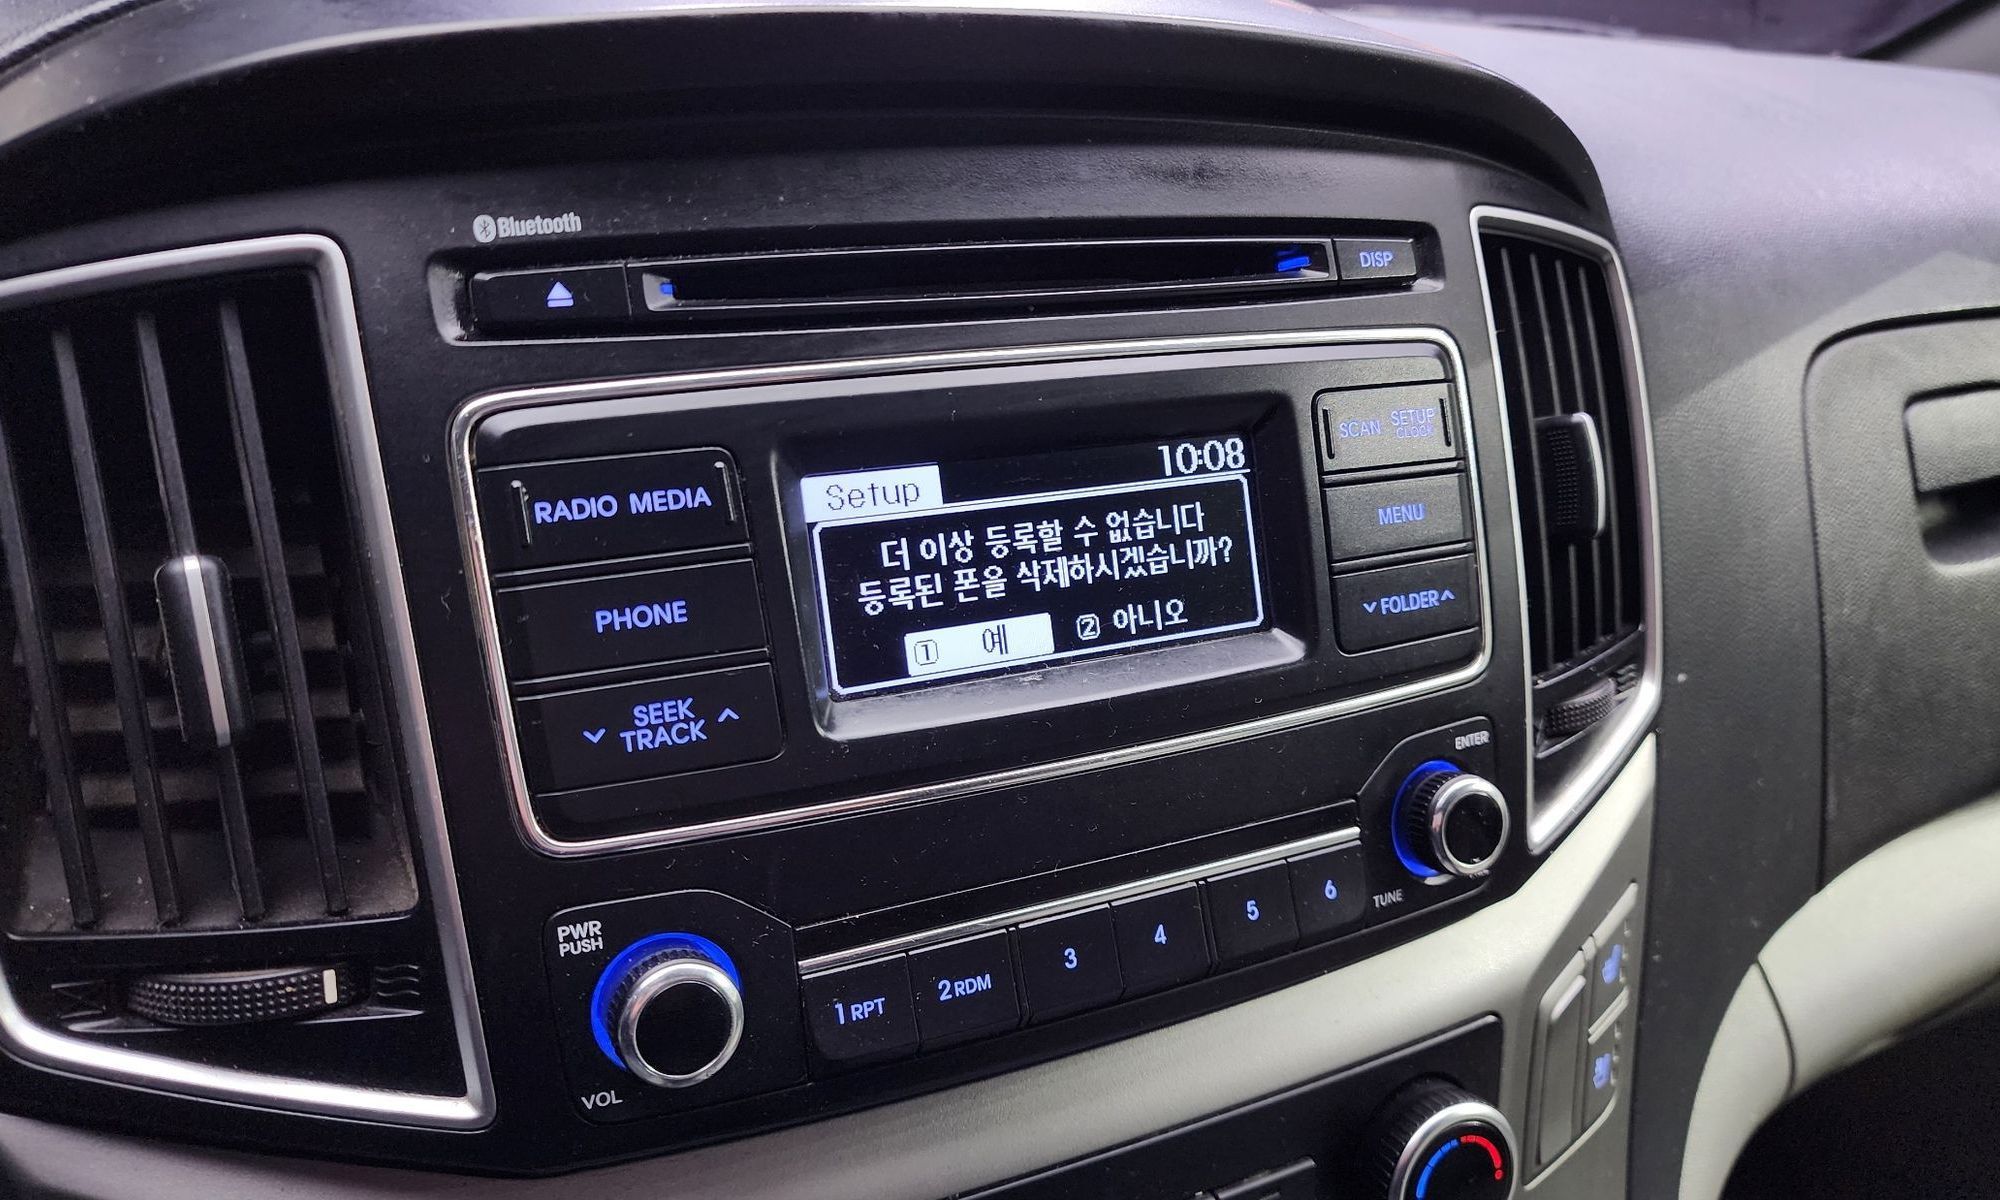 Bluetooth
DISP
SCAN SETUP
CLOCK
RADIO MEDIA
10:08
Setup
더 이상 등록할 수 없습니다
등록된 폰을 삭제하시겠습니까?
1 예 2 아니오
MENU
PHONE
FOLDER
SEEK
TRACK
ENTER
TUNE
PWR
PUSH
VOL
1 RPT
2 RDM
3
4
5
6